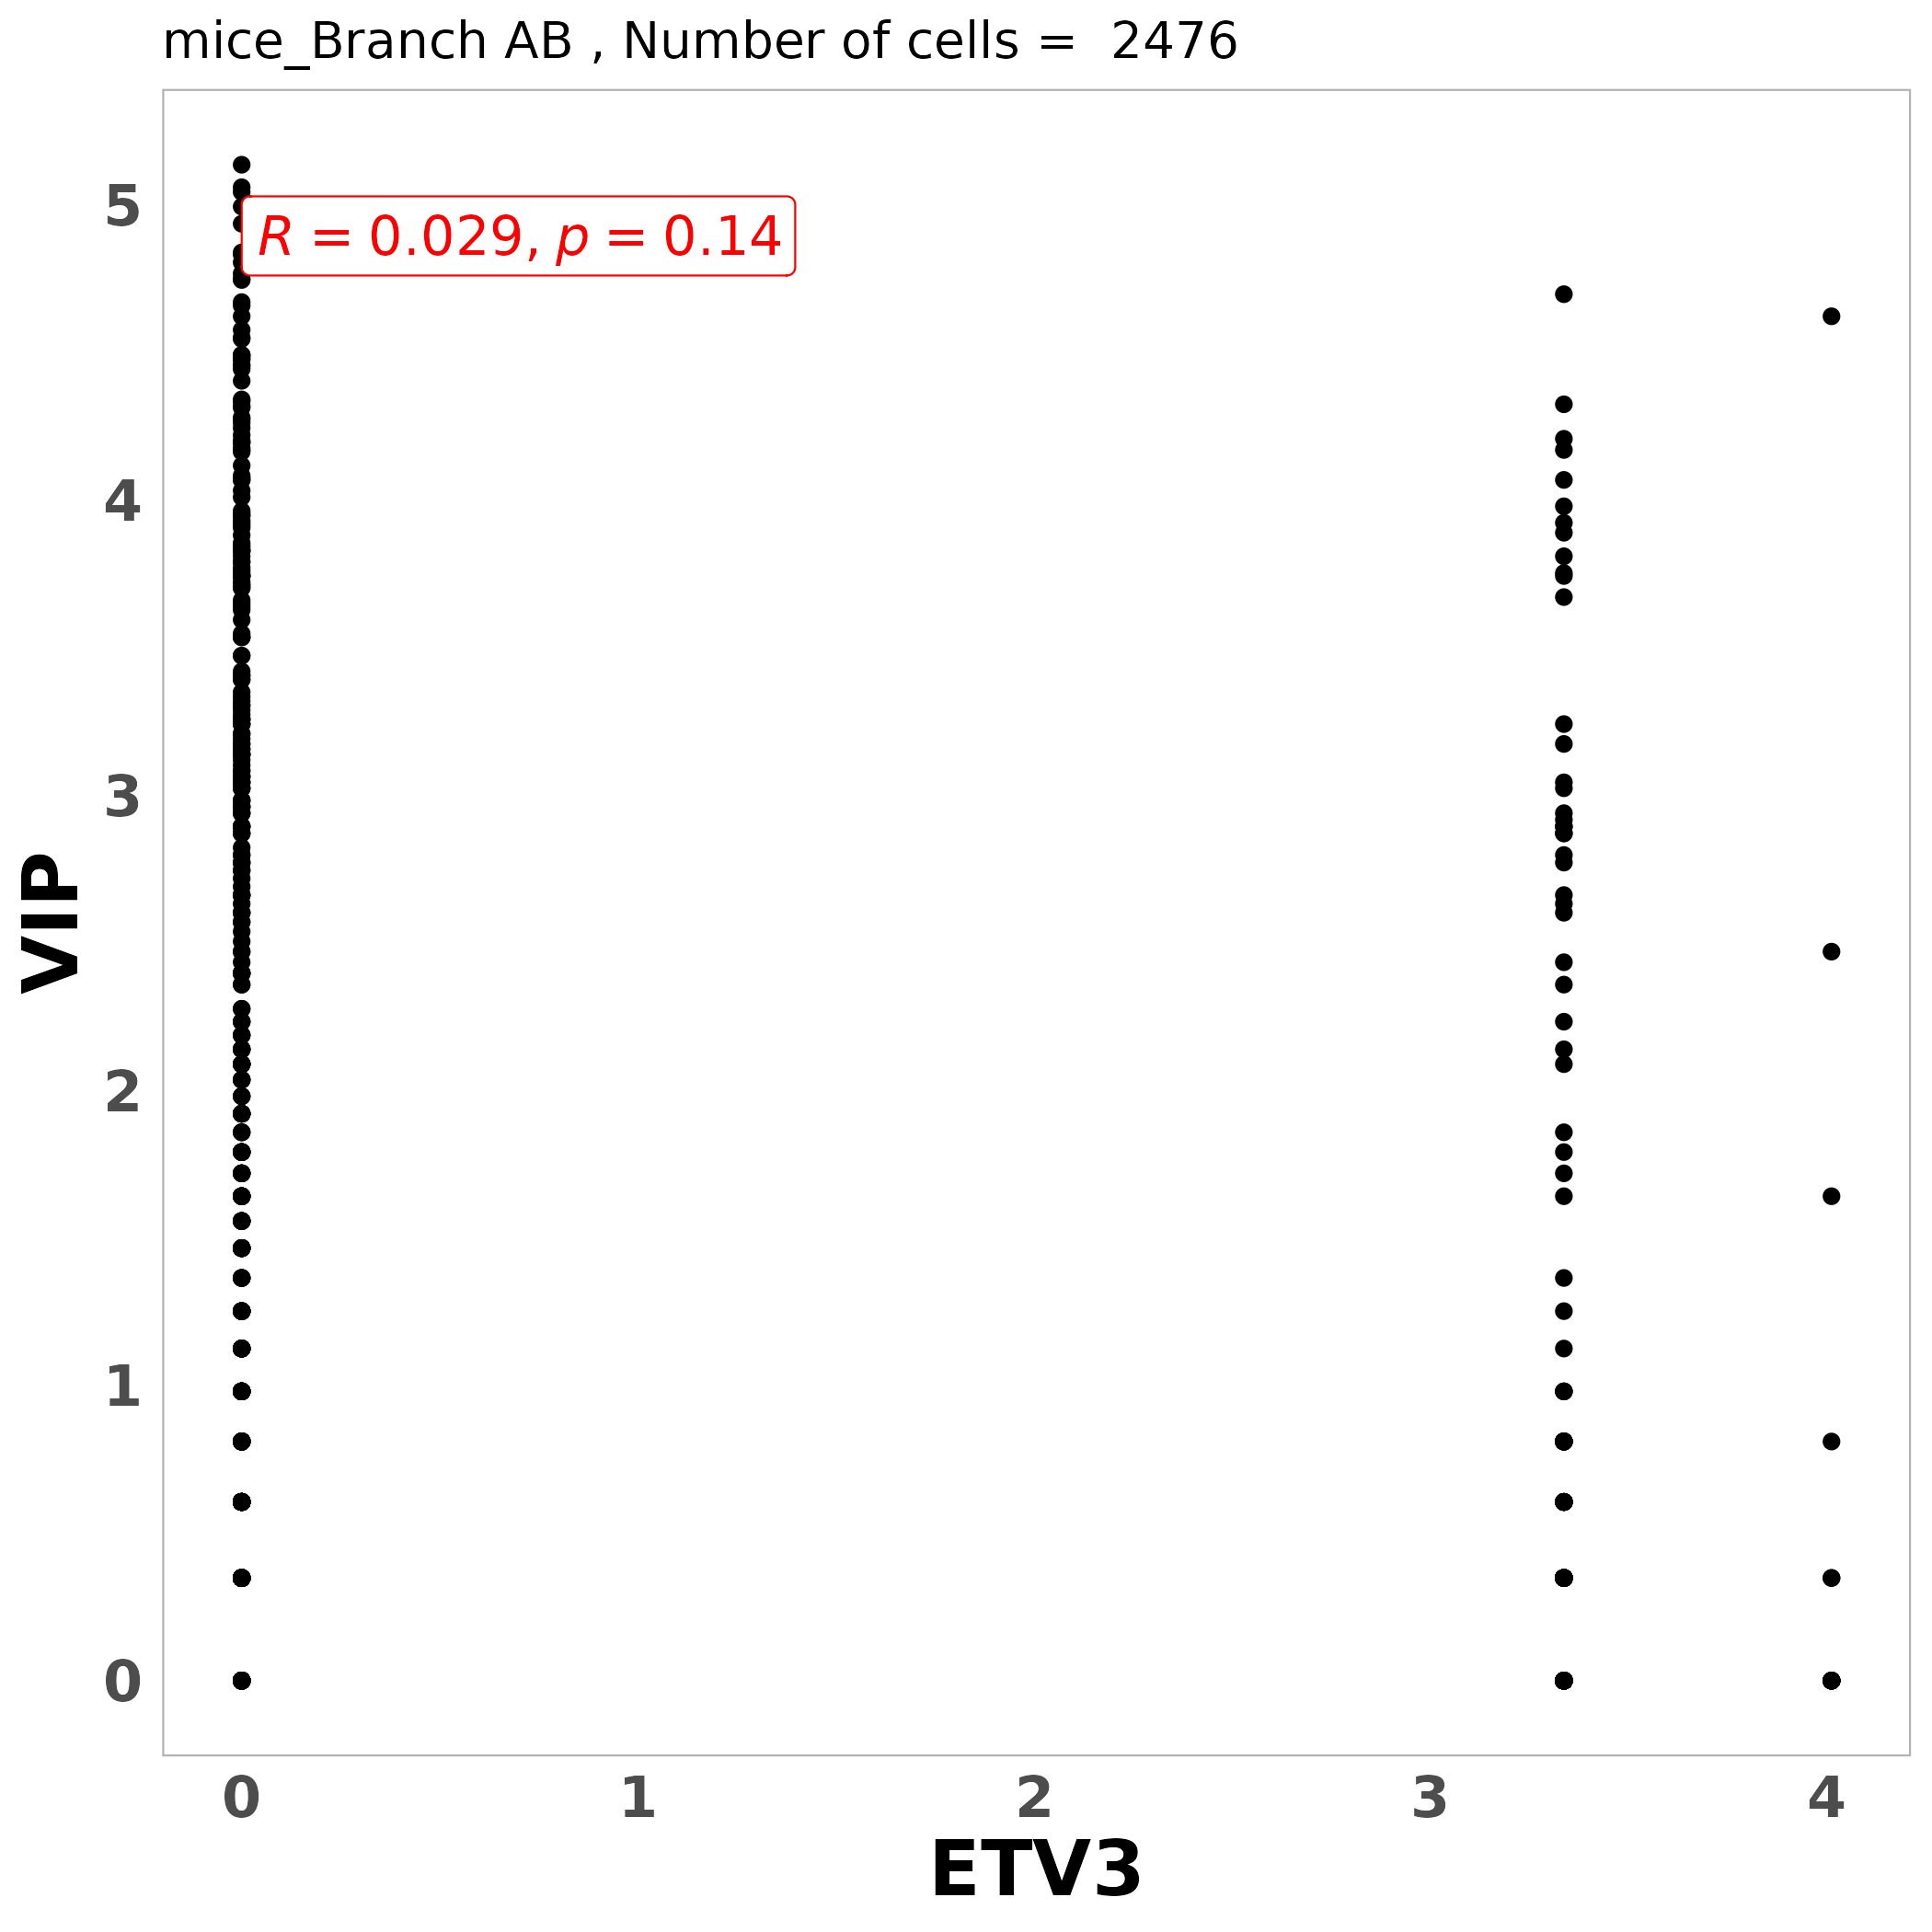 mice_Branch AB , Number of cells =  2476
R = 0.029, p = 0.14
5
4
3
2
1
0
VIP
0 1 2 3 4
ETV3